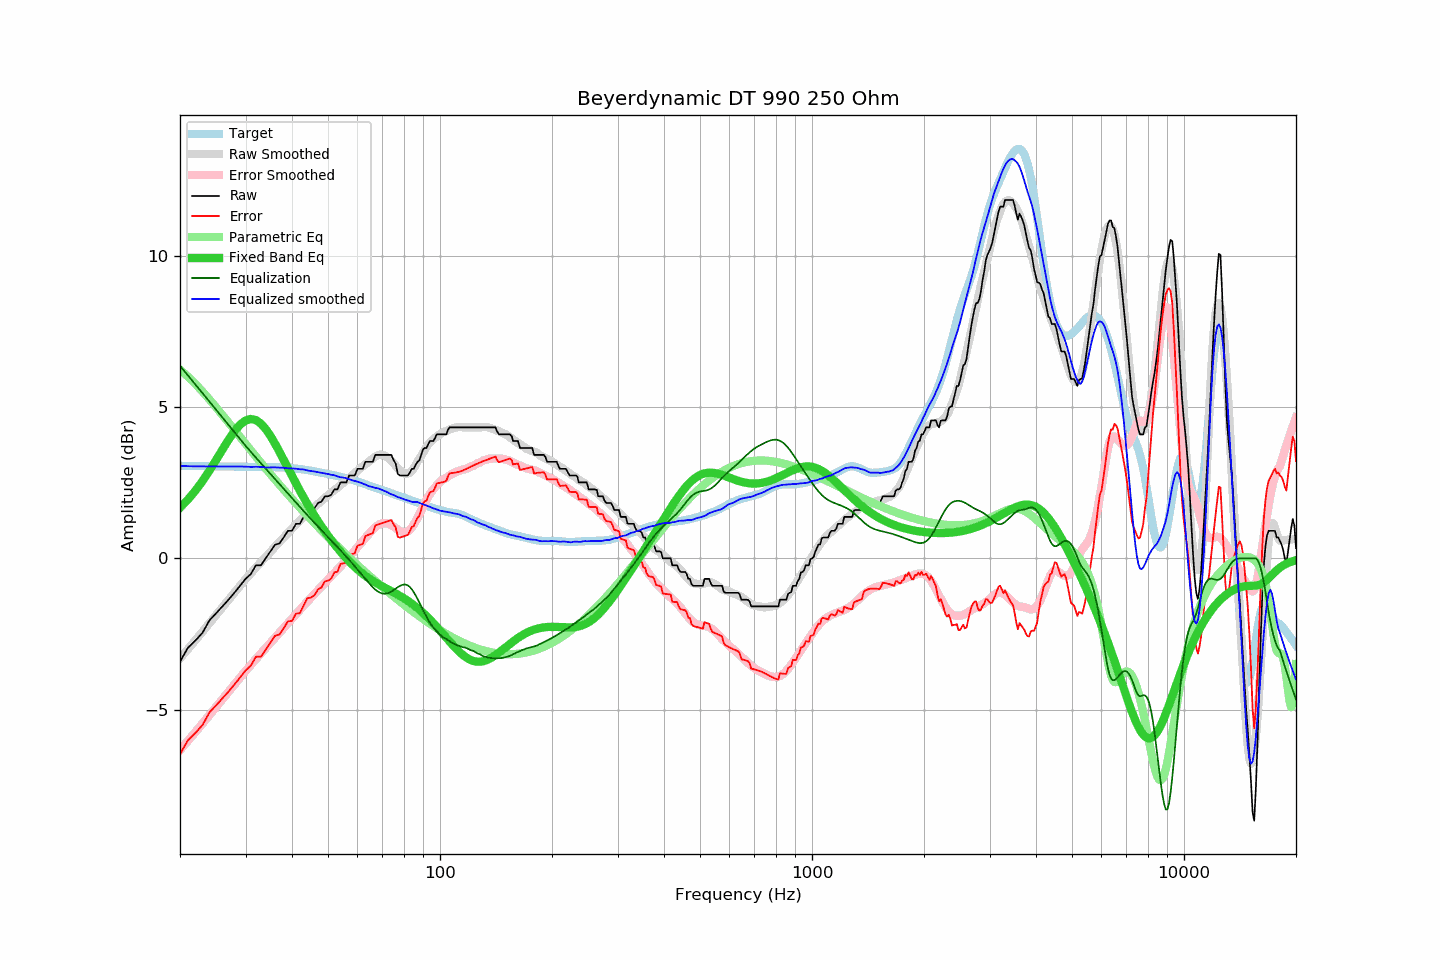 Beyerdynamic DT 990 250 Ohm
Target
Raw Smoothed
Error Smoothed
Raw
Error
Parametric Eq
Fixed Band Eq
Equalization
Equalized smoothed
10
5
0
−5
Amplitude (dBr)
100
1000
10000
Frequency (Hz)